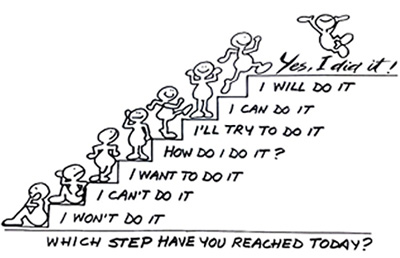 Yes, I did it!
I WILL DO IT
I CAN DO IT
I'LL TRY TO DO IT
HOW DO I DO IT?
I WANT TO DO IT
I CAN'T DO IT
I WON'T DO IT
WHICH STEP HAVE YOU REACHED TODAY?